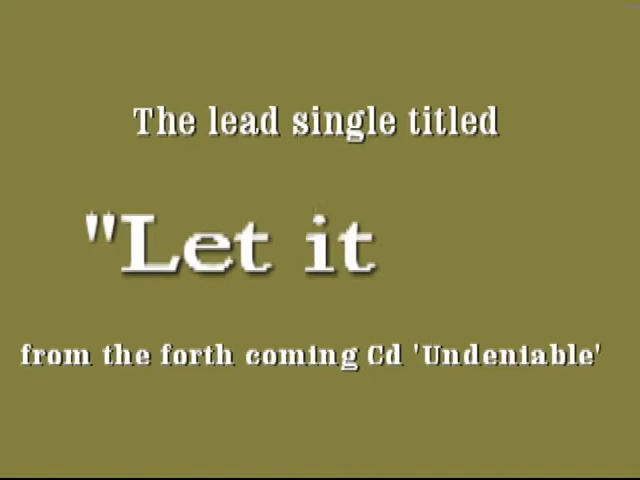 The lead single titled
"Let it
from the forth coming Cd 'Undeniable'